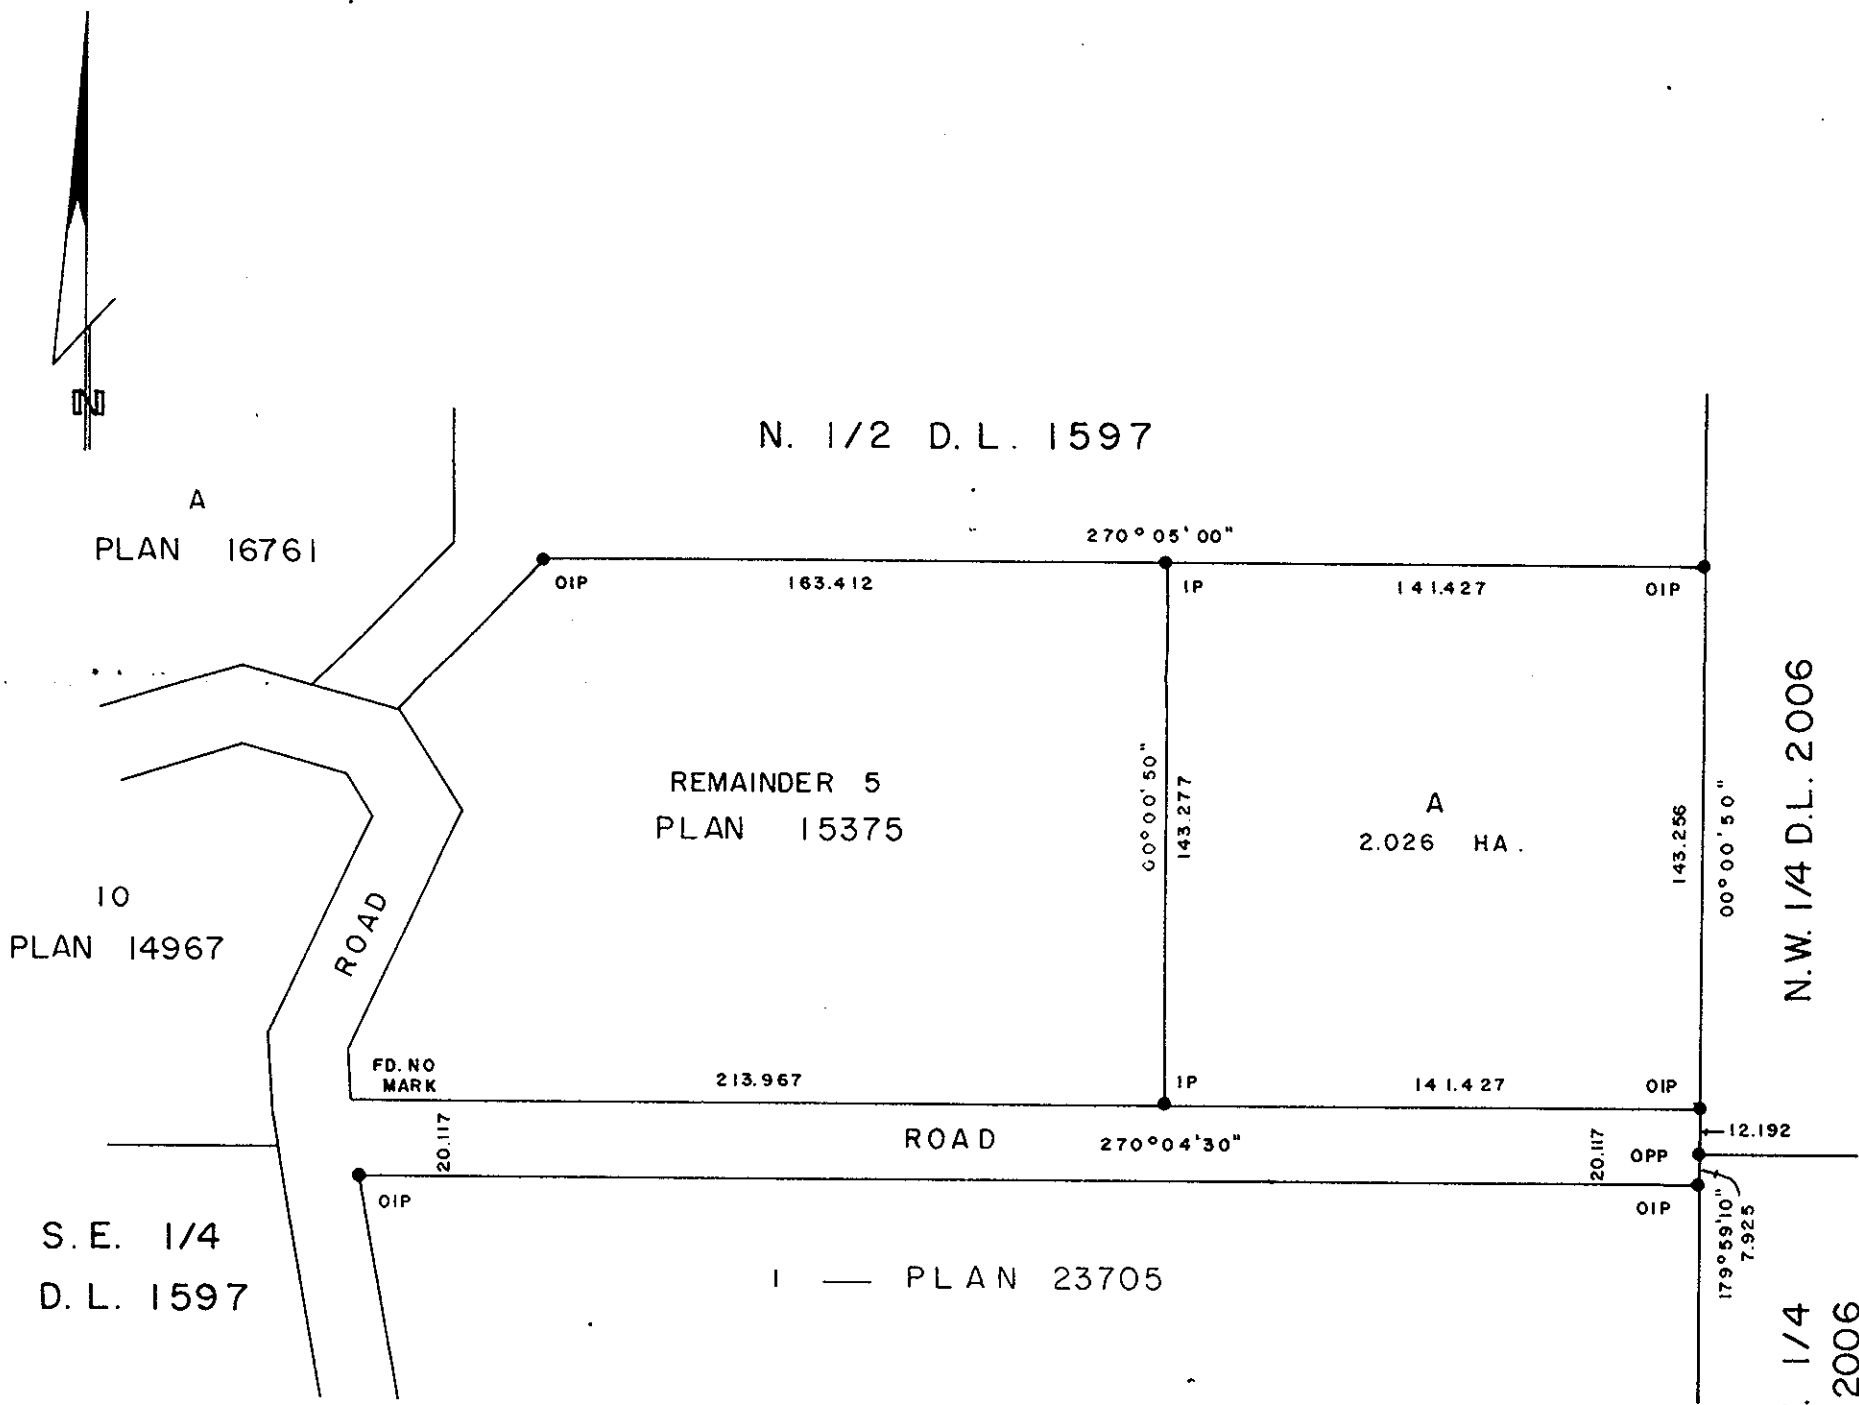 N
N. 1/2 D.L. 1597
A
PLAN 16761
270° 05' 00"
OIP
163.412
IP
141.427
OIP
REMAINDER 5
PLAN 15375
00° 00' 50"
143.277
A
2.026 HA.
143.256
00° 00' 50"
N.W. 1/4 D.L. 2006
10
PLAN 14967
ROAD
FD. NO
MARK
213.967
IP
141.427
OIP
20.117
ROAD
270° 04' 30"
20.117
OPP
12.192
OIP
OIP
179° 59' 10"
7.925
S.E. 1/4
D.L. 1597
1 — PLAN 23705
. 1/4
2006